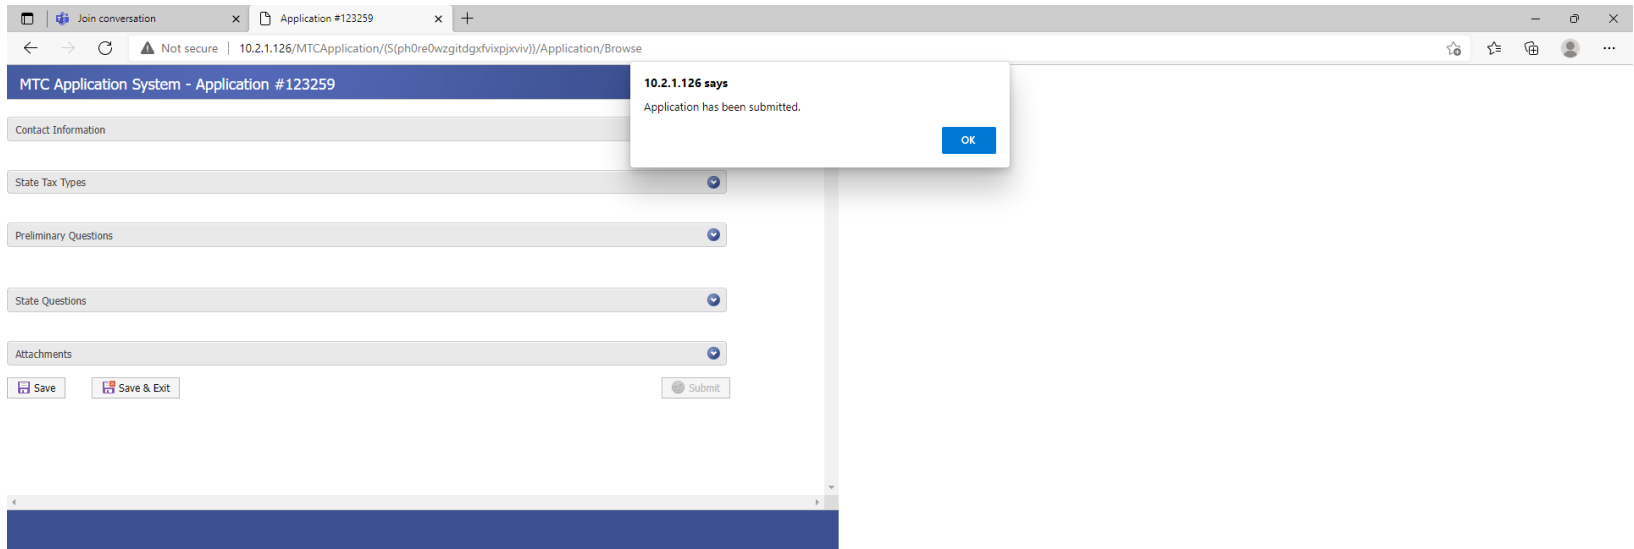 Join conversation
Application #123259
Not secure
10.2.1.126/MTCApplication/(S(ph0re0wzgitdgxfvixpjxviv))/Application/Browse
MTC Application System - Application #123259
10.2.1.126 says
Application has been submitted.
OK
Contact Information
State Tax Types
Preliminary Questions
State Questions
Attachments
Save
Save & Exit
Submit